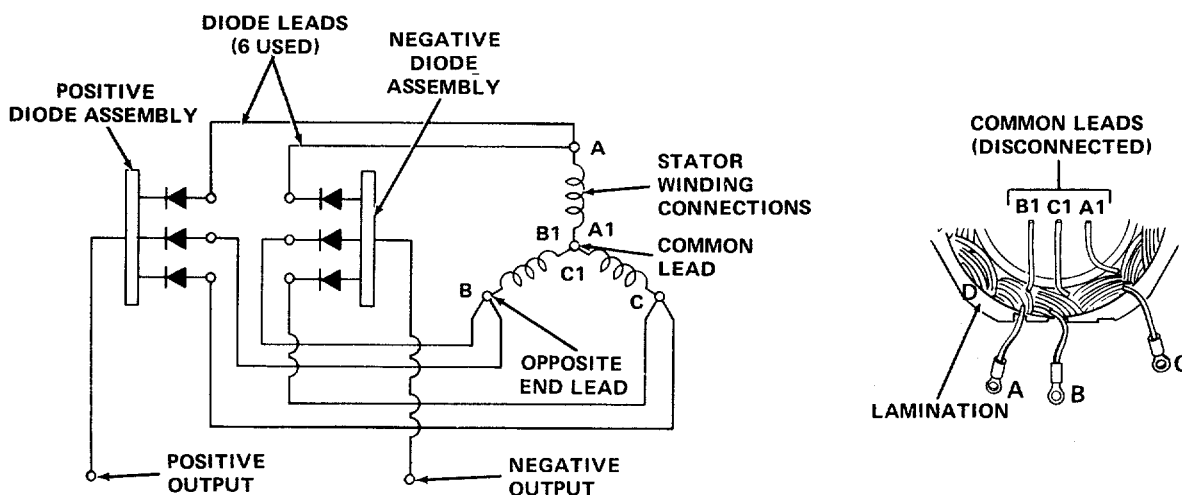 DIODE LEADS
(6 USED)
NEGATIVE
DIODE
ASSEMBLY
POSITIVE
DIODE ASSEMBLY
A
STATOR
WINDING
CONNECTIONS
B1
A1
COMMON
LEAD
C1
B
C
OPPOSITE
END LEAD
POSITIVE
OUTPUT
NEGATIVE
OUTPUT
COMMON LEADS
(DISCONNECTED)
B1 C1 A1
D
C
A
B
LAMINATION